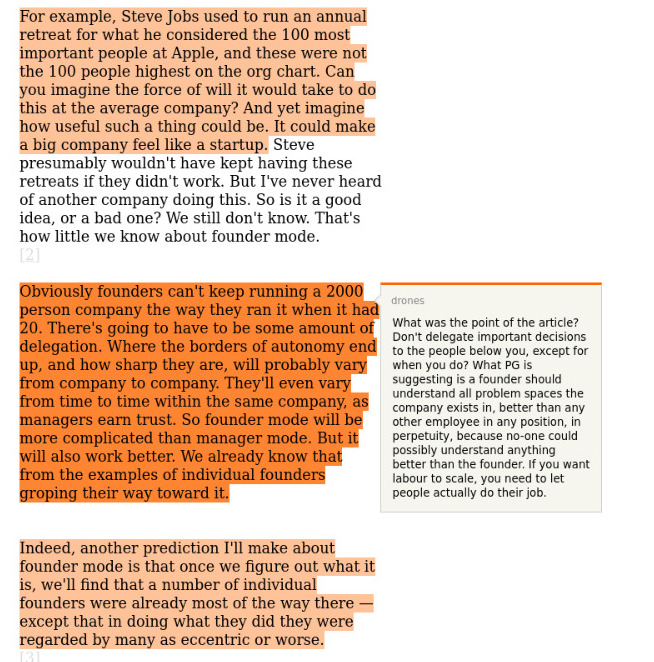 For example, Steve Jobs used to run an annual
retreat for what he considered the 100 most
important people at Apple, and these were not
the 100 people highest on the org chart. Can
you imagine the force of will it would take to do
this at the average company? And yet imagine
how useful such a thing could be. It could make
a big company feel like a startup. Steve
presumably wouldn't have kept having these
retreats if they didn't work. But I've never heard
of another company doing this. So is it a good
idea, or a bad one? We still don't know. That's
how little we know about founder mode.
[2]
Obviously founders can't keep running a 2000
person company the way they ran it when it had
20. There's going to have to be some amount of
delegation. Where the borders of autonomy end
up, and how sharp they are, will probably vary
from company to company. They'll even vary
from time to time within the same company, as
managers earn trust. So founder mode will be
more complicated than manager mode. But it
will also work better. We already know that
from the examples of individual founders
groping their way toward it.
drones
What was the point of the article?
Don't delegate important decisions
to the people below you, except for
when you do? What PG is
suggesting is a founder should
understand all problem spaces the
company exists in, better than any
other employee in any position, in
perpetuity, because no-one could
possibly understand anything
better than the founder. If you want
labour to scale, you need to let
people actually do their job.
Indeed, another prediction I'll make about
founder mode is that once we figure out what it
is, we'll find that a number of individual
founders were already most of the way there —
except that in doing what they did they were
regarded by many as eccentric or worse.
[3]